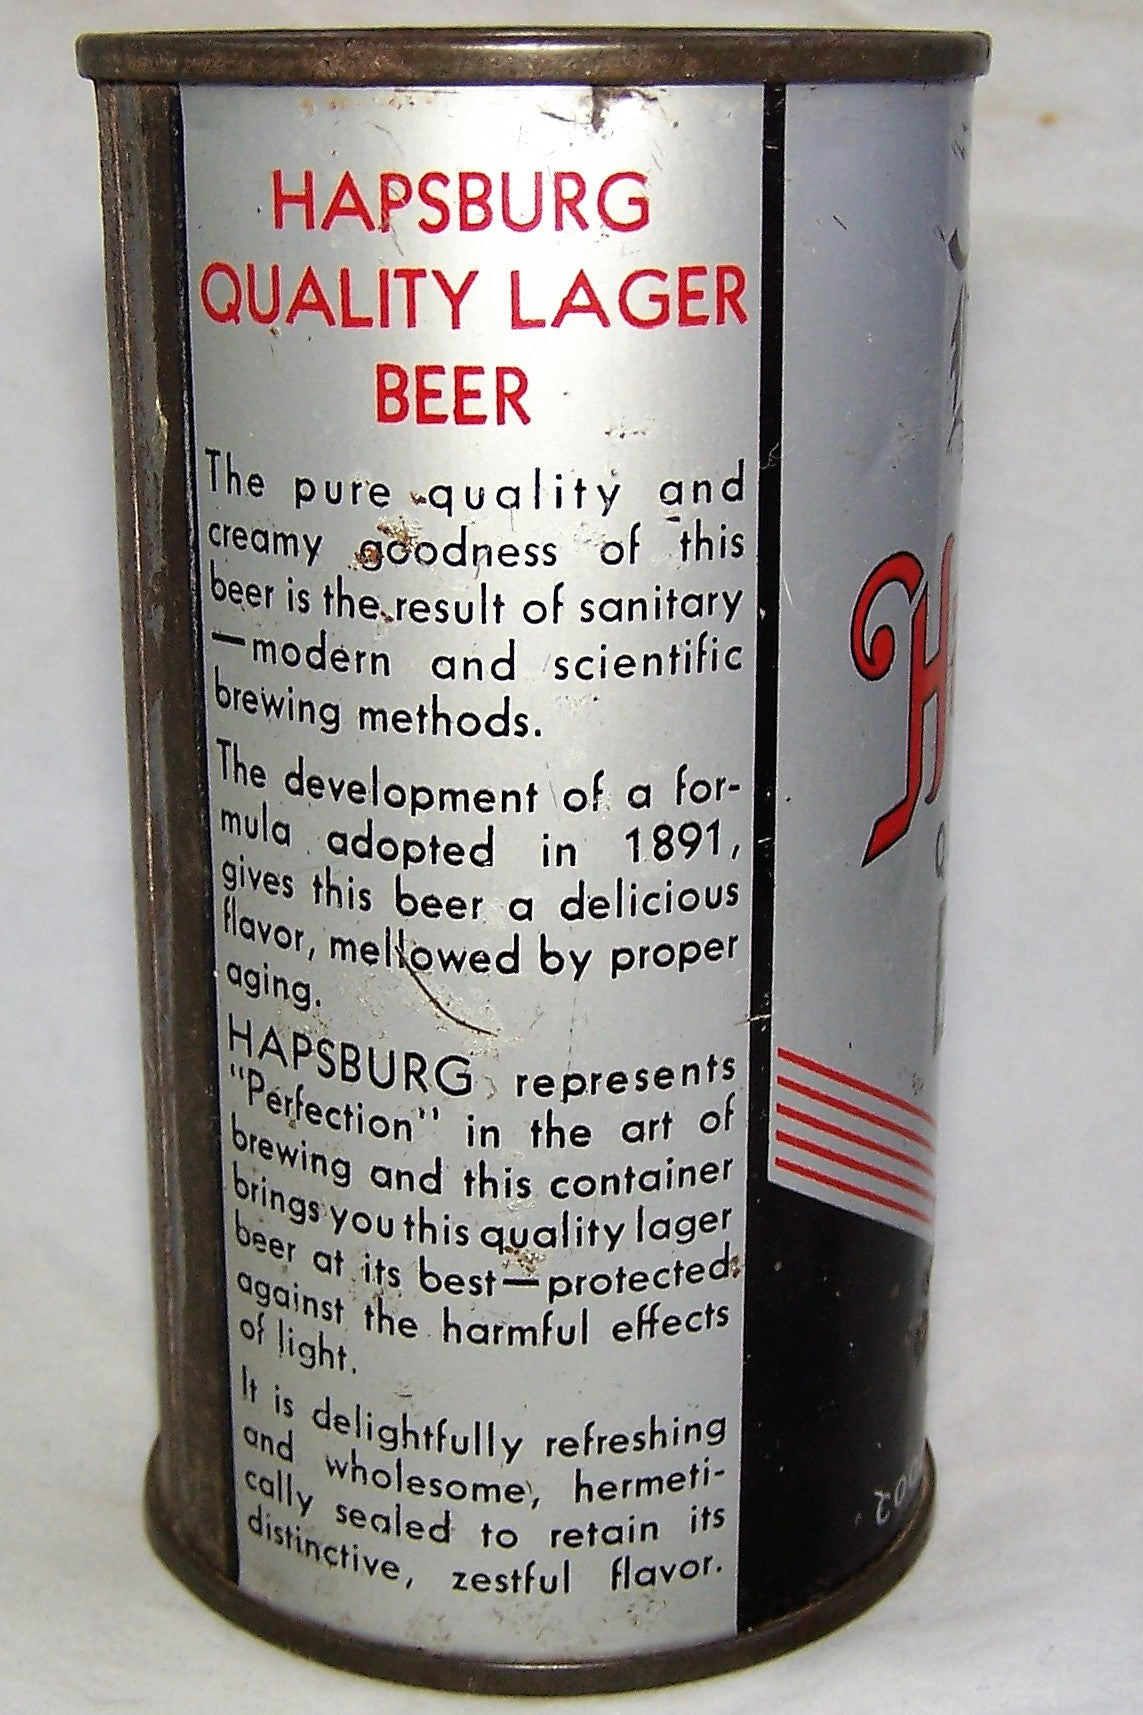 HAPSBURG
QUALITY LAGER
BEER
The pure quality and
creamy goodness of this
beer is the result of sanitary
—modern and scientific
brewing methods.
The development of a for-
mula adopted in 1891,
gives this beer a delicious
flavor, mellowed by proper
aging.
HAPSBURG represents
"Perfection" in the art of
brewing and this container
brings you this quality lager
beer at its best—protected
against the harmful effects
of light.
It is delightfully refreshing
and wholesome, hermeti-
cally sealed to retain its
distinctive, zestful flavor.